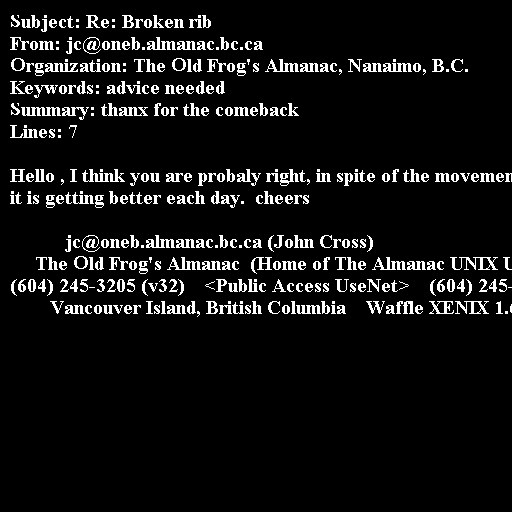 Subject: Re: Broken rib
From: jc@oneb.almanac.bc.ca
Organization: The Old Frog's Almanac, Nanaimo, B.C.
Keywords: advice needed
Summary: thanx for the comeback
Lines: 7

Hello , I think you are probaly right, in spite of the movemen
it is getting better each day.  cheers

jc@oneb.almanac.bc.ca (John Cross)
The Old Frog's Almanac  (Home of The Almanac UNIX U
(604) 245-3205 (v32)    <Public Access UseNet>    (604) 245-
Vancouver Island, British Columbia    Waffle XENIX 1.6